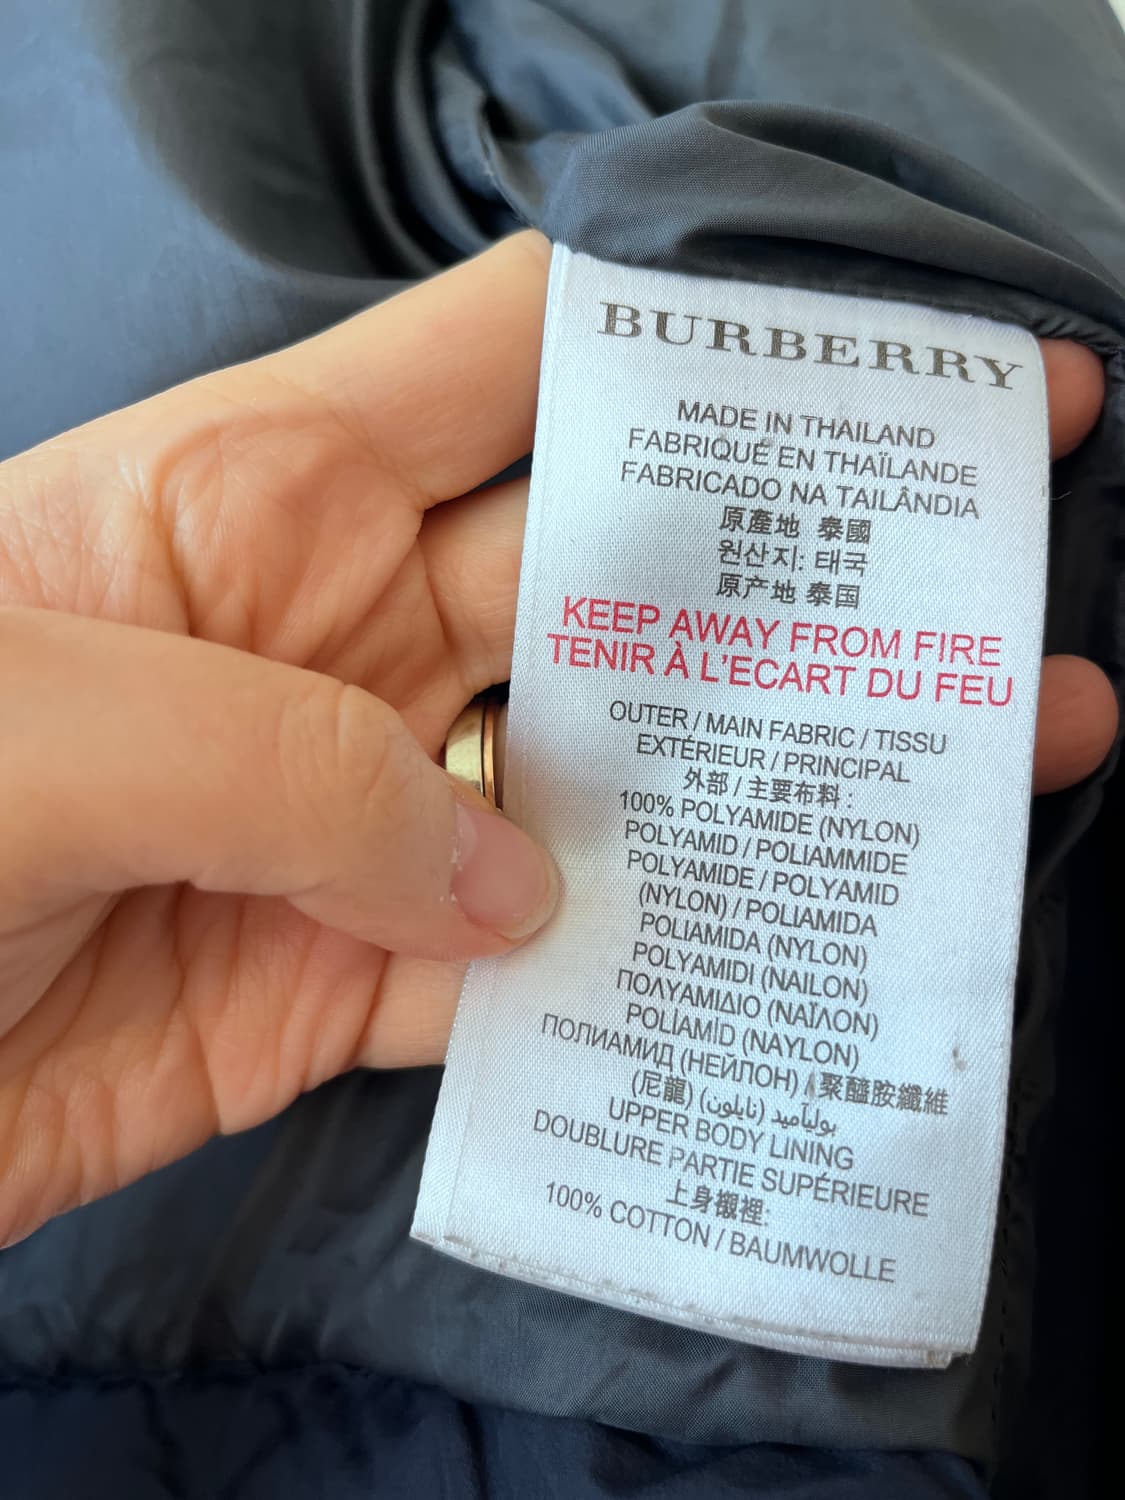 BURBERRY
MADE IN THAILAND
FABRIQUÉ EN THAÏLANDE
FABRICADO NA TAILÂNDIA
原產地 泰國
원산지: 태국
原产地 泰国
KEEP AWAY FROM FIRE
TENIR À L'ECART DU FEU
OUTER / MAIN FABRIC / TISSU
EXTÉRIEUR / PRINCIPAL
外部 / 主要布料 :
100% POLYAMIDE (NYLON)
POLYAMID / POLIAMMIDE
POLYAMIDE / POLYAMID
(NYLON) / POLIAMIDA
POLIAMIDA (NYLON)
POLYAMIDI (NAILON)
ΠΟΛΥΑΜΙΔΙΟ (ΝΑΪΛΟΝ)
POLİAMİD (NAYLON)
ПОЛИАМИД (НЕЙЛОН) / 聚醯胺纖維
(尼龍) بوليآميد (نايلون)
UPPER BODY LINING
DOUBLURE PARTIE SUPÉRIEURE
上身襯裡:
100% COTTON / BAUMWOLLE